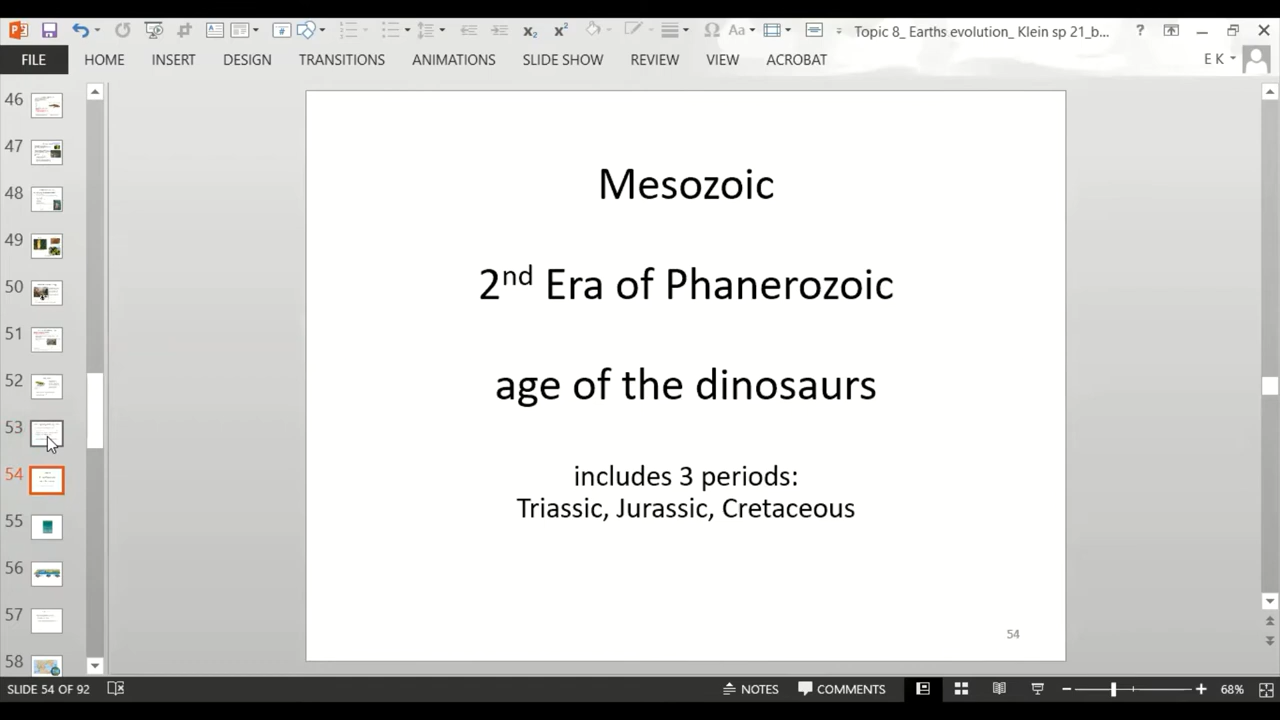 Topic 8_ Earths evolution_ Klein sp 21_b...
FILE HOME INSERT DESIGN TRANSITIONS ANIMATIONS SLIDE SHOW REVIEW VIEW ACROBAT E K
46
47
48
49
50
51
52
53
54
55
56
57
58
Mesozoic
2nd Era of Phanerozoic
age of the dinosaurs
includes 3 periods:
Triassic, Jurassic, Cretaceous
54
SLIDE 54 OF 92 NOTES COMMENTS 68%